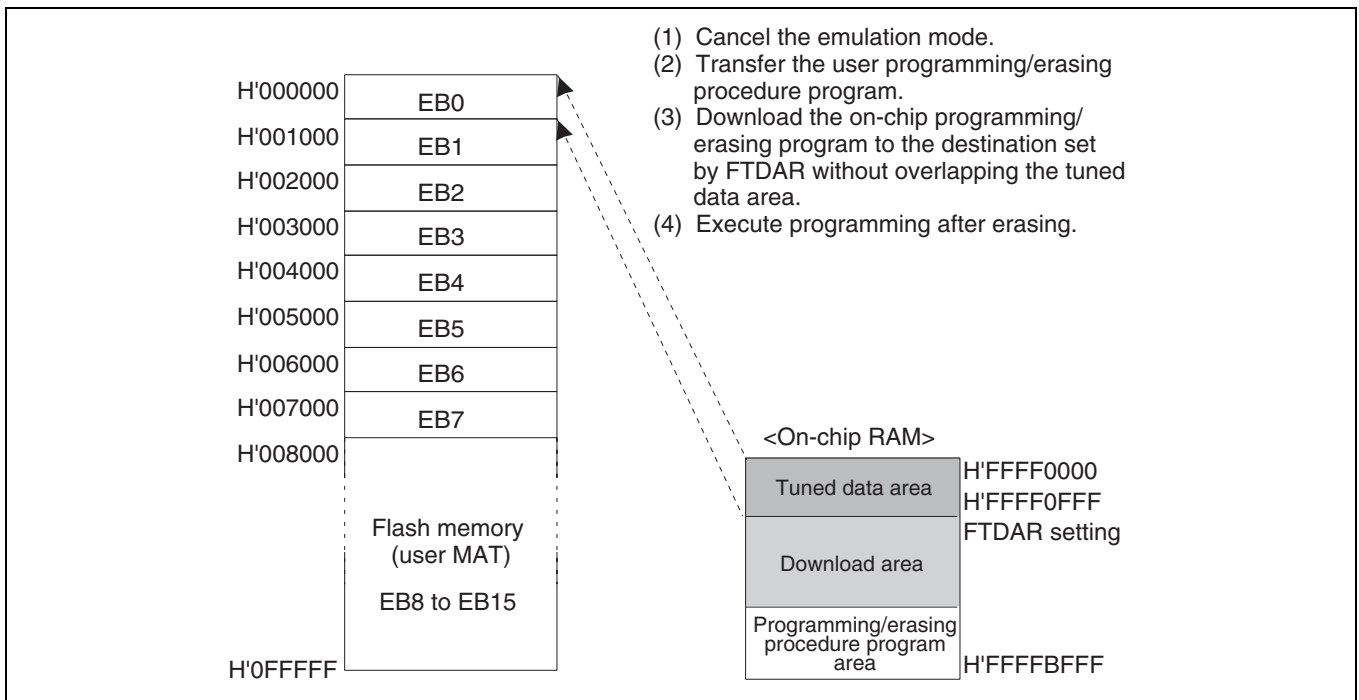 (1) Cancel the emulation mode.
(2) Transfer the user programming/erasing
procedure program.
(3) Download the on-chip programming/
erasing program to the destination set
by FTDAR without overlapping the tuned
data area.
(4) Execute programming after erasing.
H'000000
EB0
H'001000
EB1
H'002000
EB2
H'003000
EB3
H'004000
EB4
H'005000
EB5
H'006000
EB6
H'007000
EB7
H'008000
Flash memory
(user MAT)
EB8 to EB15
H'0FFFFF
<On-chip RAM>
Tuned data area
H'FFFF0000
H'FFFF0FFF
FTDAR setting
Download area
Programming/erasing
procedure program
area
H'FFFFBFFF